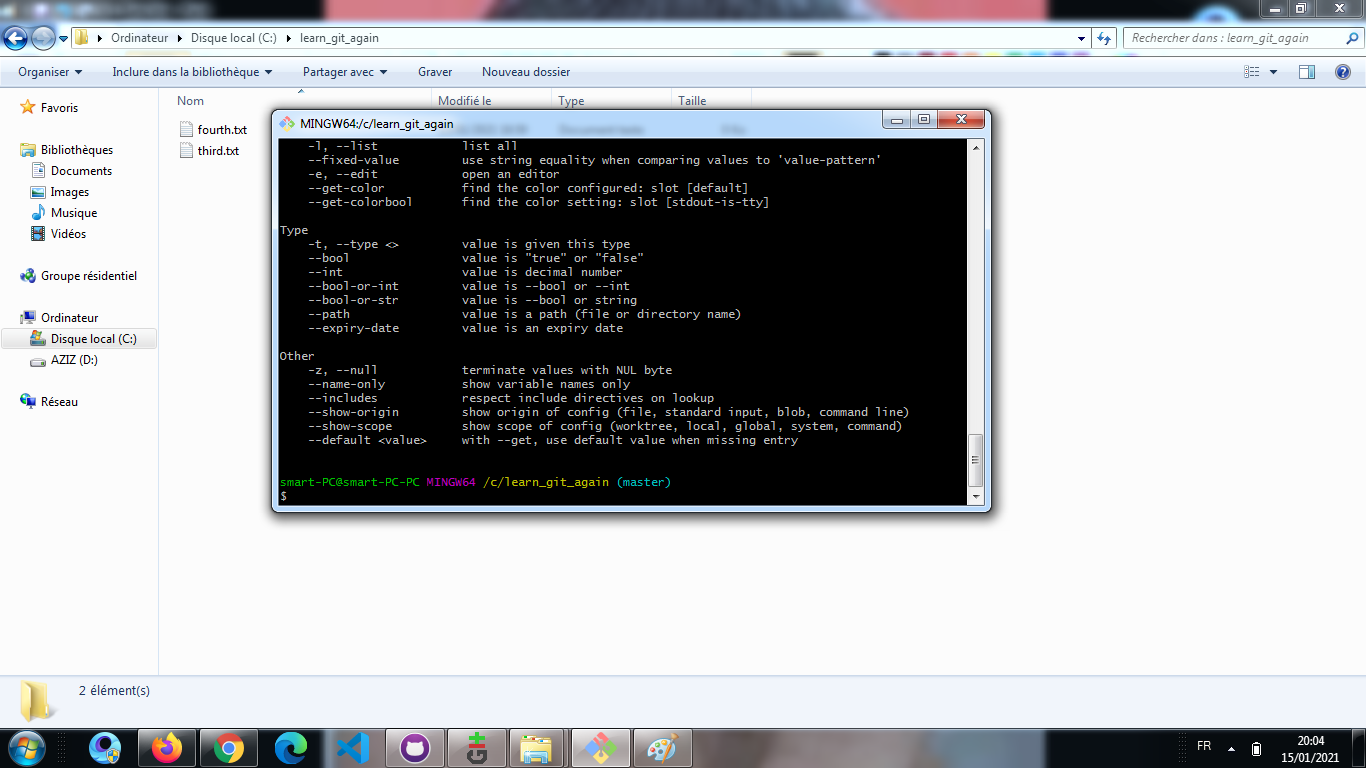 Ordinateur Disque local (C:) learn_git_again
Rechercher dans : learn_git_again
Organiser Inclure dans la bibliothèque Partager avec Graver Nouveau dossier
Favoris
Bibliothèques
Documents
Images
Musique
Vidéos
Groupe résidentiel
Ordinateur
Disque local (C:)
AZIZ (D:)
Réseau
Nom Modifié le Type Taille
fourth.txt
third.txt
MINGW64:/c/learn_git_again
-l, --list list all
--fixed-value use string equality when comparing values to 'value-pattern'
-e, --edit open an editor
--get-color find the color configured: slot [default]
--get-colorbool find the color setting: slot [stdout-is-tty]
Type
-t, --type <> value is given this type
--bool value is "true" or "false"
--int value is decimal number
--bool-or-int value is --bool or --int
--bool-or-str value is --bool or string
--path value is a path (file or directory name)
--expiry-date value is an expiry date
Other
-z, --null terminate values with NUL byte
--name-only show variable names only
--includes respect include directives on lookup
--show-origin show origin of config (file, standard input, blob, command line)
--show-scope show scope of config (worktree, local, global, system, command)
--default <value> with --get, use default value when missing entry
smart-PC@smart-PC-PC MINGW64 /c/learn_git_again (master)
$
2 élément(s)
FR
20:04
15/01/2021